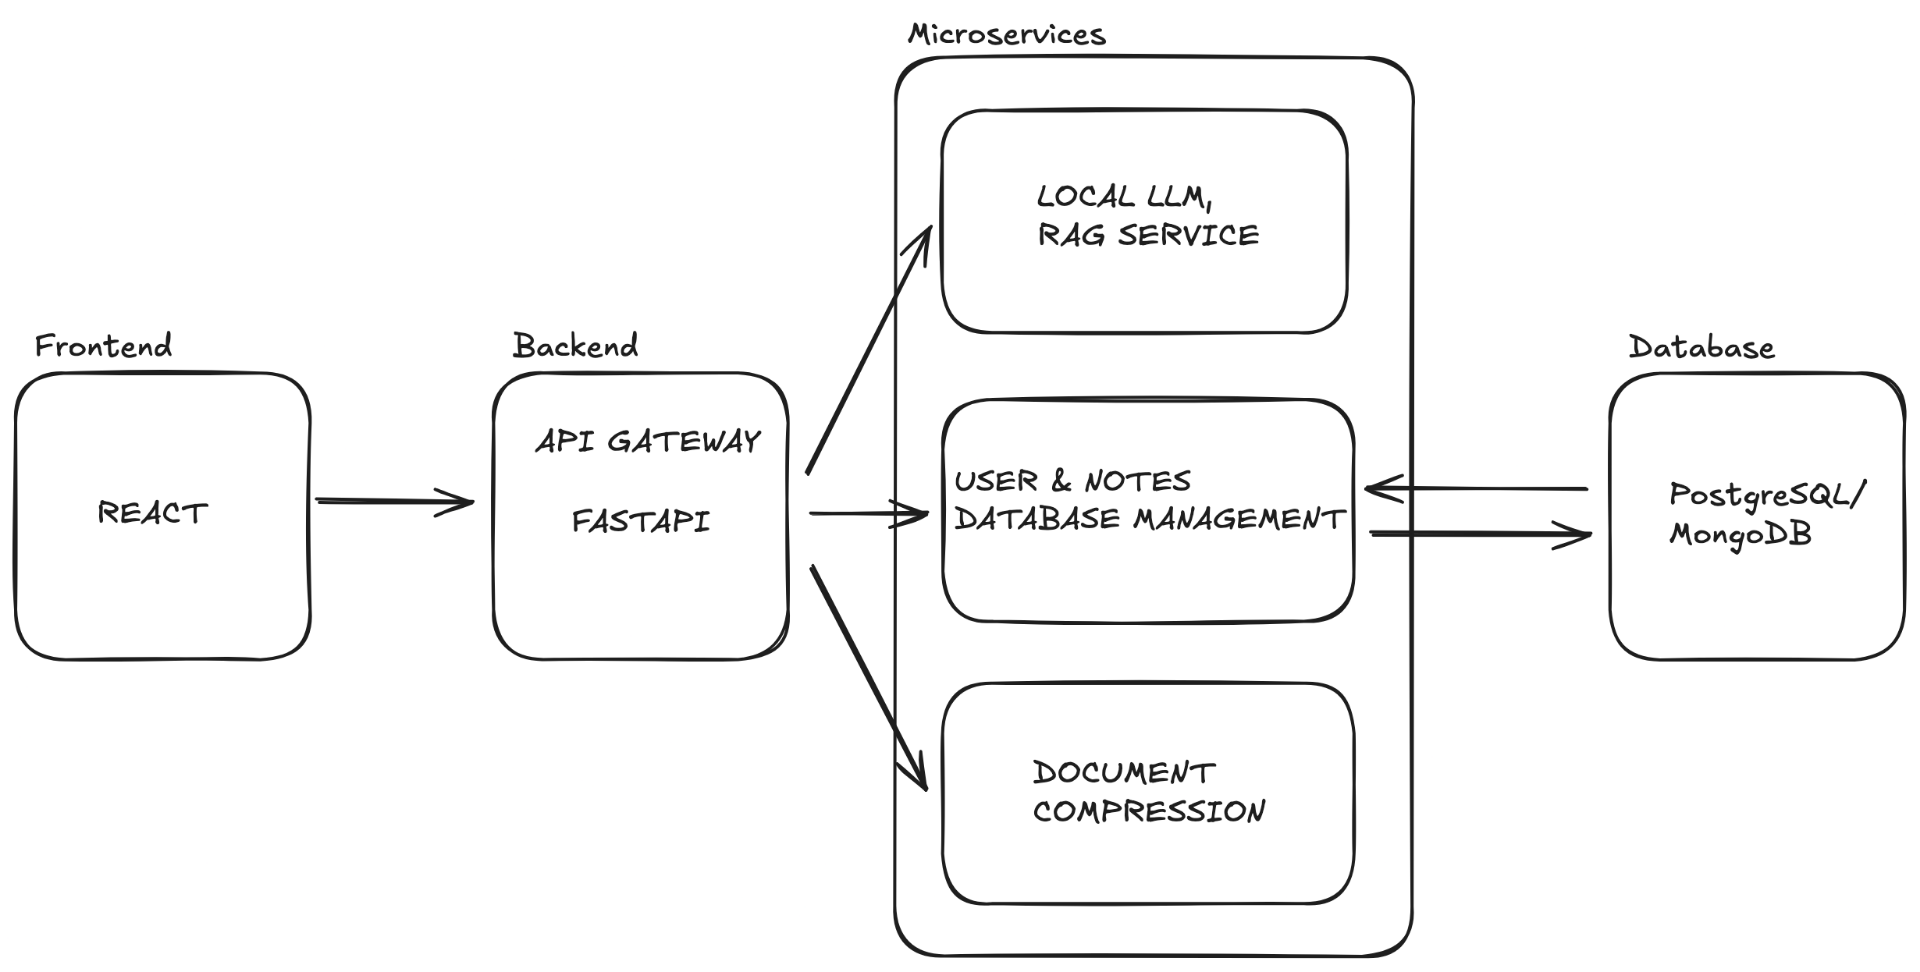 Microservices
LOCAL LLM,
RAG SERVICE
Frontend
REACT
Backend
API GATEWAY
FASTAPI
USER & NOTES
DATABASE MANAGEMENT
Database
PostgreSQL/
MongoDB
DOCUMENT
COMPRESSION